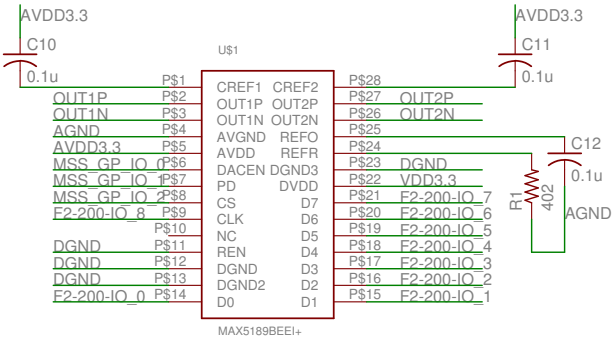 AVDD3.3 AVDD3.3
C10 C11
U$1
0.1u 0.1u
P$1 CREF1 CREF2 P$28
OUT1P P$2 OUT1P OUT2P P$27 OUT2P
OUT1N P$3 OUT1N OUT2N P$26 OUT2N
AGND P$4 AVGND REFO P$25
C12
AVDD3.3 P$5 AVDD REFR P$24
MSS_GP_IO_0 P$6 DACEN DGND3 P$23 DGND
0.1u
MSS_GP_IO_1 P$7 PD DVDD P$22 VDD3.3
MSS_GP_IO_2 P$8 CS D7 P$21 F2-200-IO_7
R1 402
F2-200-IO_8 P$9 CLK D6 P$20 F2-200-IO_6
AGND
P$10 NC D5 P$19 F2-200-IO_5
DGND P$11 REN D4 P$18 F2-200-IO_4
DGND P$12 DGND D3 P$17 F2-200-IO_3
DGND P$13 DGND2 D2 P$16 F2-200-IO_2
F2-200-IO_0 P$14 D0 D1 P$15 F2-200-IO_1
MAX5189BEEI+